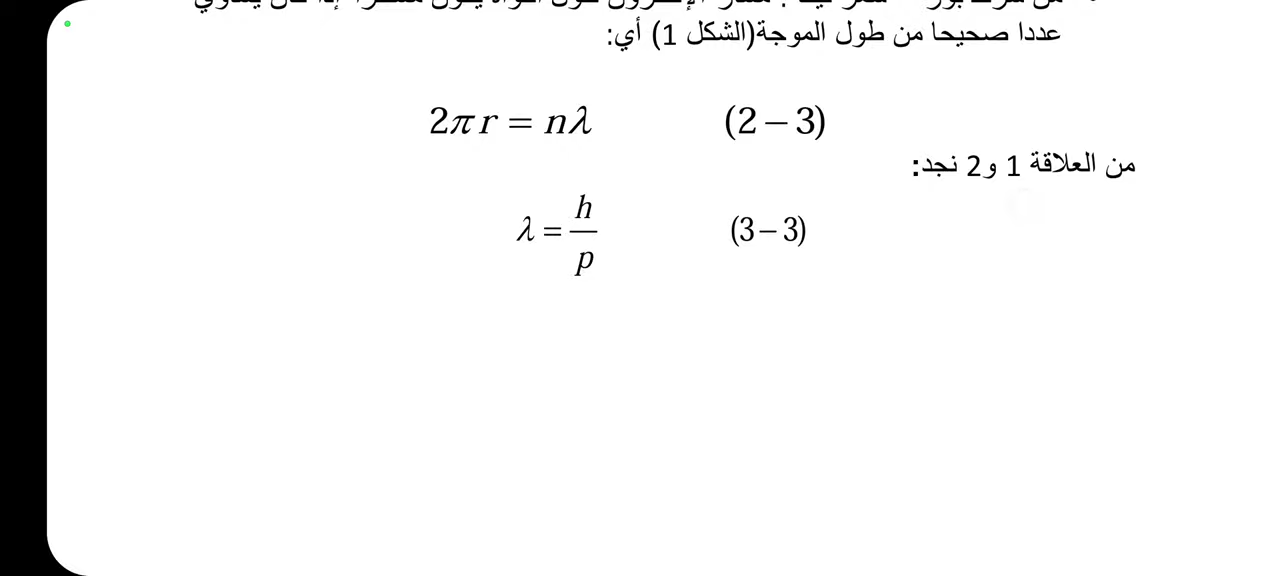 عددا صحيحا من طول الموجة(الشكل 1) أي:
2πr = nλ (2 – 3)
من العلاقة 1 و2 نجد:
λ = h/p (3 – 3)